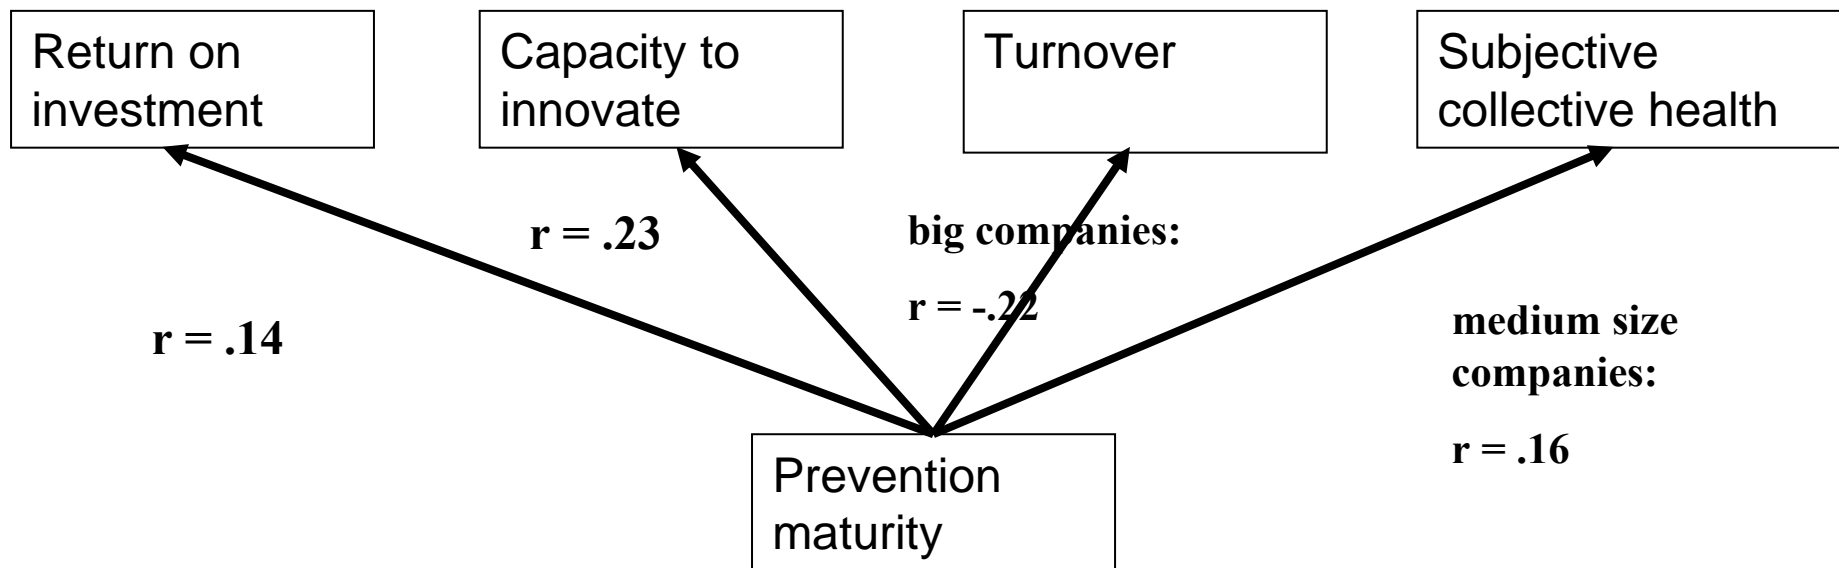 Return on
investment
Capacity to
innovate
Turnover
Subjective
collective health
r = .14
r = .23
big companies:
r = -.22
medium size
companies:
r = .16
Prevention
maturity